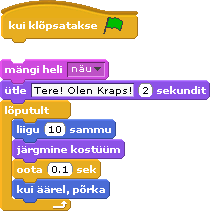 kui klõpsatakse
mängi heli näu
ütle Tere! Olen Kraps! 2 sekundit
lõputult
liigu 10 sammu
järgmine kostüüm
oota 0.1 sek
kui äärel, põrka